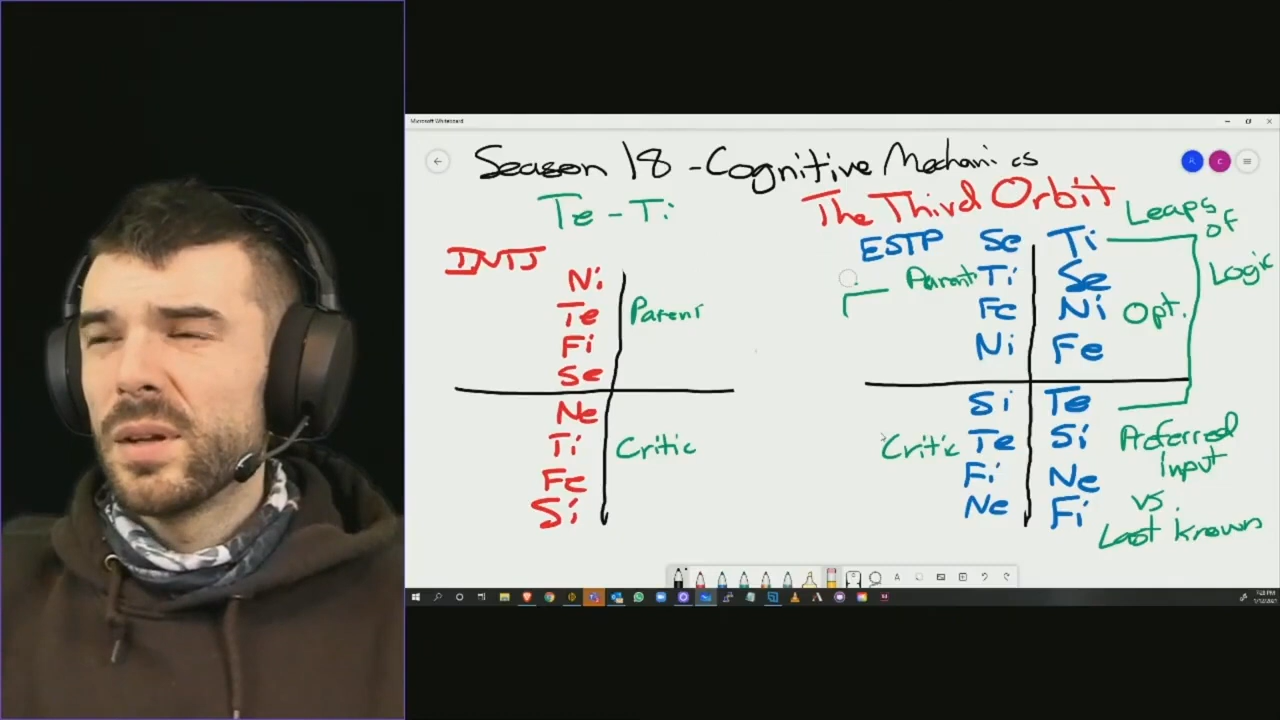 Microsoft Whiteboard
Season 18 - Cognitive Mechanics
Te - Ti
The Third Orbit
Leaps of Logic
INTJ
Ni
Te
Parent
Fi
Se
Ne
Ti
Critic
Fe
Si
ESTP
Se Ti
Parent Ti Se
Fe Ni
Opt.
Ni Fe
Si Te
Critic Te Si
Fi Ne
Ne Fi
Preferred
Input
vs.
Last known